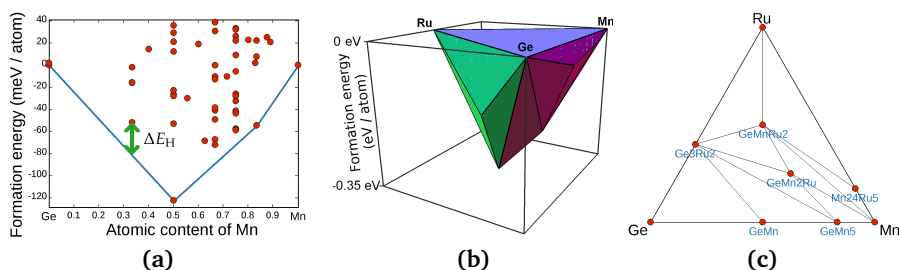 Formation energy (meV / atom)
40
20
0
-20
-40
-60
-80
-100
-120
ΔE_H
Ge 0.1 0.2 0.3 0.4 0.5 0.6 0.7 0.8 0.9 Mn
Atomic content of Mn
(a)
Ru
Mn
Ge
0 eV
Formation energy
(eV / atom)
-0.35 eV
(b)
Ru
GeMnRu2
Ge3Ru2
GeMn2Ru
Mn24Ru5
Ge
GeMn
GeMn5
Mn
(c)